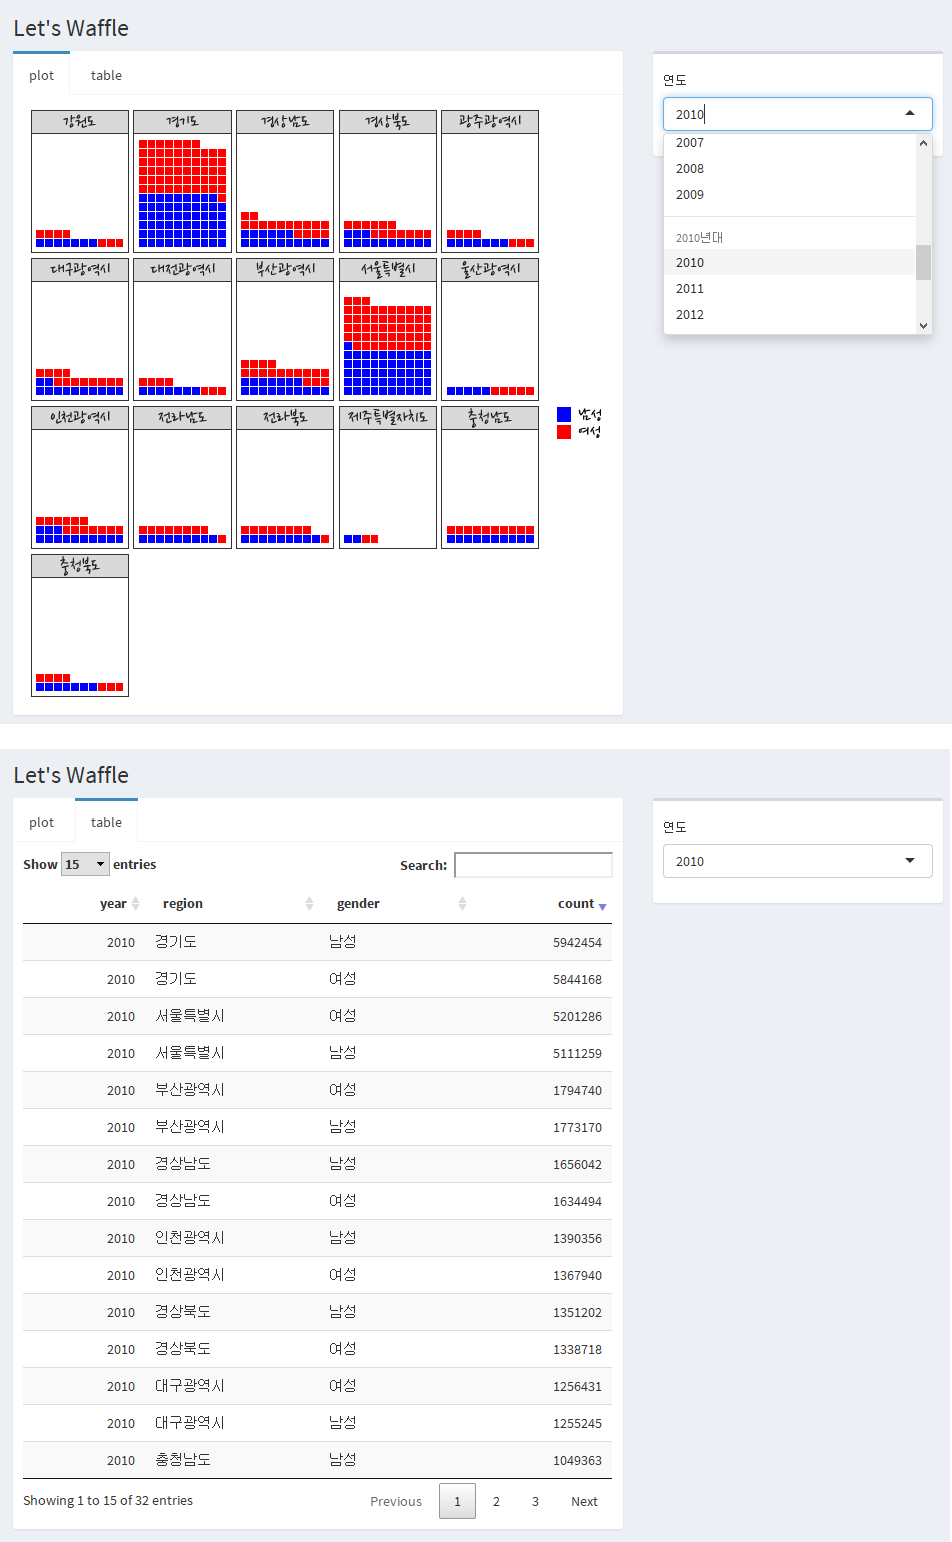 Let's Waffle
plot table
연도
2010
2007
2008
2009
2010년대
2010
2011
2012
강원도 경기도 경상남도 경상북도 광주광역시
대구광역시 대전광역시 부산광역시 서울특별시 울산광역시
인천광역시 전라남도 전라북도 제주특별자치도 충청남도
충청북도
남성
여성
Let's Waffle
plot table
연도
2010
Show 15 entries Search:
year region gender count
2010 경기도 남성 5942454
2010 경기도 여성 5844168
2010 서울특별시 여성 5201286
2010 서울특별시 남성 5111259
2010 부산광역시 여성 1794740
2010 부산광역시 남성 1773170
2010 경상남도 남성 1656042
2010 경상남도 여성 1634494
2010 인천광역시 남성 1390356
2010 인천광역시 여성 1367940
2010 경상북도 남성 1351202
2010 경상북도 여성 1338718
2010 대구광역시 여성 1256431
2010 대구광역시 남성 1255245
2010 충청남도 남성 1049363
Showing 1 to 15 of 32 entries Previous 1 2 3 Next